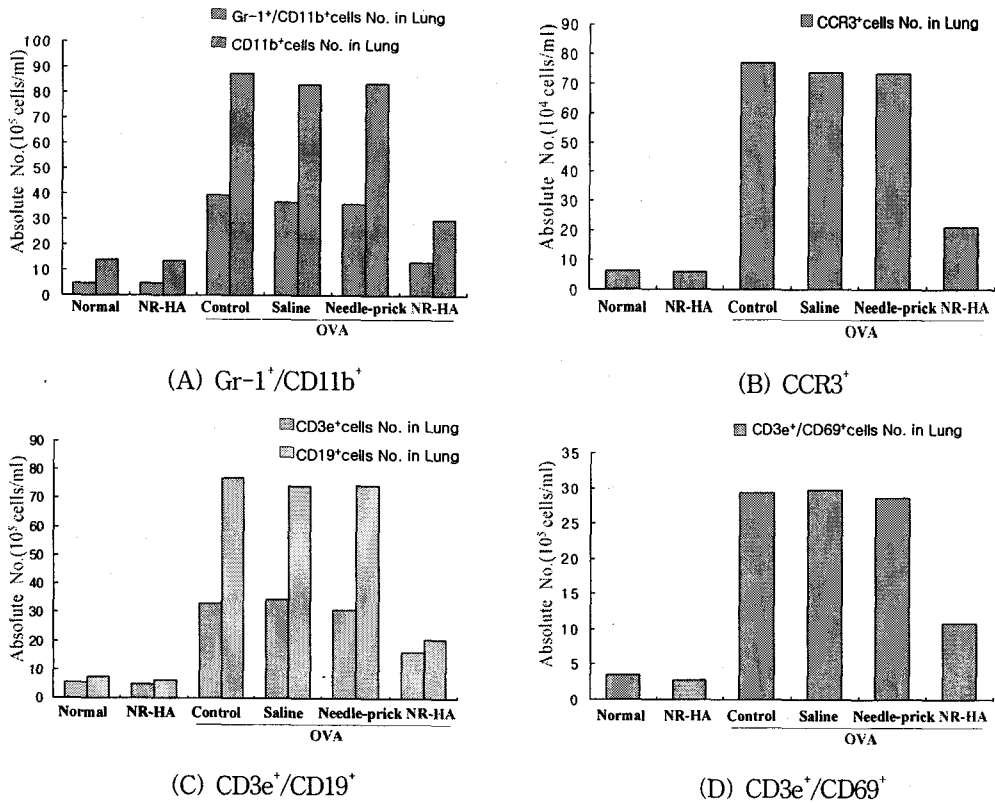 Gr-1⁺/CD11b⁺cells No. in Lung
CD11b⁺cells No. in Lung
Absolute No.(10⁵ cells/ml)
100
90
80
70
60
50
40
30
20
10
0
Normal NR-HA Control Saline Needle-prick NR-HA
OVA
(A) Gr-1⁺/CD11b⁺
CCR3⁺cells No. in Lung
Absolute No.(10⁴ cells/ml)
90
80
70
60
50
40
30
20
10
0
Normal NR-HA Control Saline Needle-prick NR-HA
OVA
(B) CCR3⁺
CD3e⁺cells No. in Lung
CD19⁺cells No. in Lung
Absolute No.(10⁵ cells/ml)
90
80
70
60
50
40
30
20
10
0
Normal NR-HA Control Saline Needle-prick NR-HA
OVA
(C) CD3e⁺/CD19⁺
CD3e⁺/CD69⁺cells No. in Lung
Absolute No.(10⁵ cells/ml)
35
30
25
20
15
10
5
0
Normal NR-HA Control Saline Needle-prick NR-HA
OVA
(D) CD3e⁺/CD69⁺